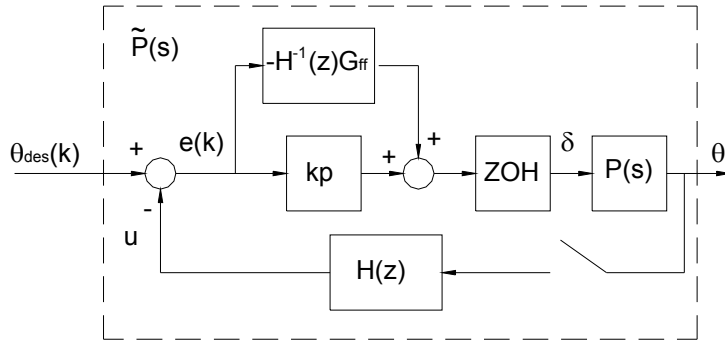 P̃(s)
-H⁻¹(z)Gff
θdes(k)
+
e(k)
kp
+
+
ZOH
δ
P(s)
θ
-
u
H(z)